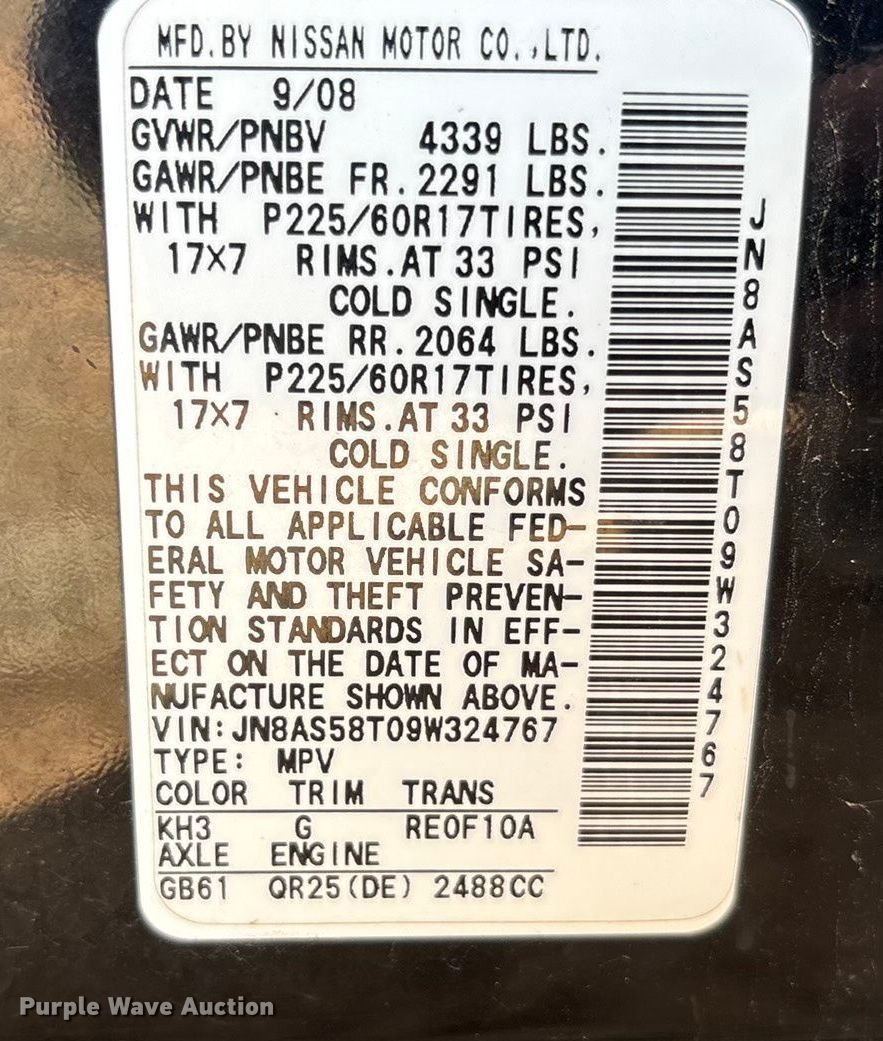 MFD.BY NISSAN MOTOR CO.,LTD.
DATE 9/08
GVWR/PNBV 4339 LBS.
GAWR/PNBE FR.2291 LBS.
WITH P225/60R17TIRES,
17X7 RIMS.AT 33 PSI
COLD SINGLE.
GAWR/PNBE RR.2064 LBS.
WITH P225/60R17TIRES,
17X7 RIMS.AT 33 PSI
COLD SINGLE.
THIS VEHICLE CONFORMS
TO ALL APPLICABLE FED-
ERAL MOTOR VEHICLE SA-
FETY AND THEFT PREVEN-
TION STANDARDS IN EFF-
ECT ON THE DATE OF MA-
NUFACTURE SHOWN ABOVE.
VIN:JN8AS58T09W324767
TYPE: MPV
COLOR TRIM TRANS
KH3 G RE0F10A
AXLE ENGINE
GB61 QR25(DE) 2488CC
JN8AS58T09W324767
Purple Wave Auction